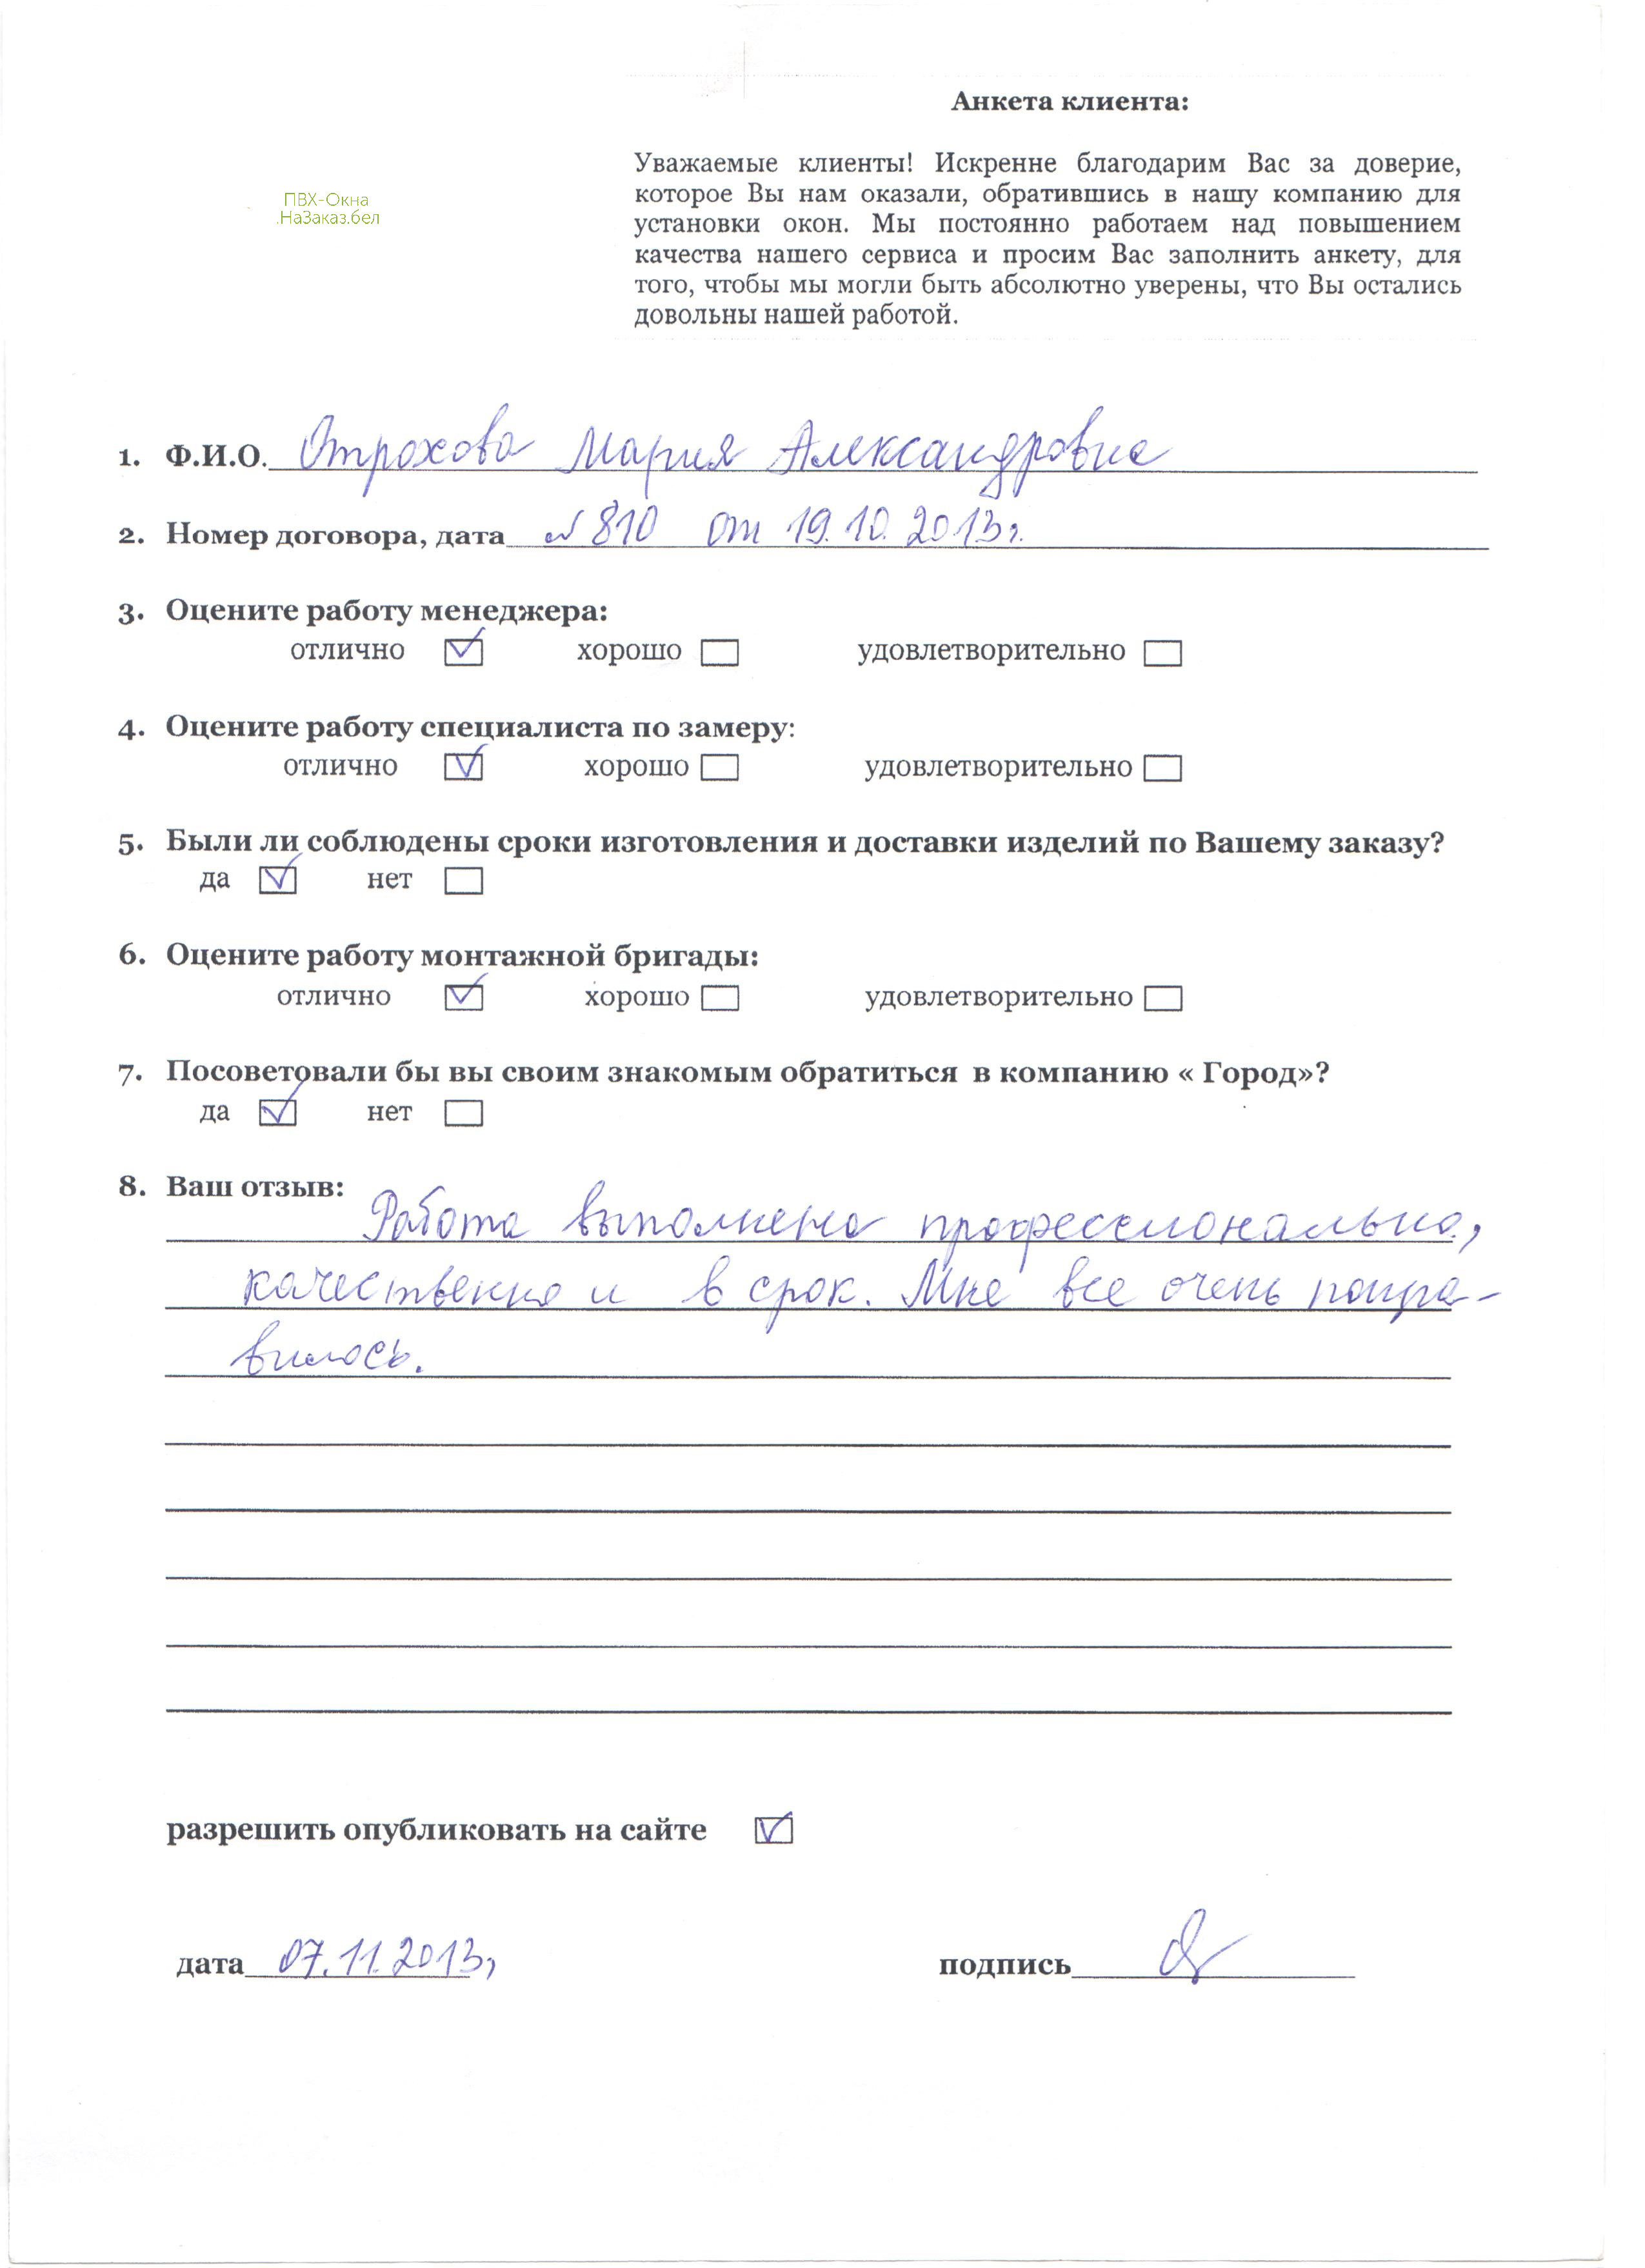 Анкета клиента:
Уважаемые клиенты! Искренне благодарим Вас за доверие,
которое Вы нам оказали, обратившись в нашу компанию для
установки окон. Мы постоянно работаем над повышением
качества нашего сервиса и просим Вас заполнить анкету, для
того, чтобы мы могли быть абсолютно уверены, что Вы остались
довольны нашей работой.
ПВХ-Окна
.НаЗаказ.бел
1. Ф.И.О. Отрохова Мария Александровна
2. Номер договора, дата №810 от 19.10.2013г.
3. Оцените работу менеджера:
отлично хорошо удовлетворительно
4. Оцените работу специалиста по замеру:
отлично хорошо удовлетворительно
5. Были ли соблюдены сроки изготовления и доставки изделий по Вашему заказу?
да нет
6. Оцените работу монтажной бригады:
отлично хорошо удовлетворительно
7. Посоветовали бы вы своим знакомым обратиться в компанию « Город»?
да нет
8. Ваш отзыв:
Работа выполнена профессионально,
качественно и в срок. Мне все очень понра-
вилось.
разрешить опубликовать на сайте
дата 07.11.2013г подпись